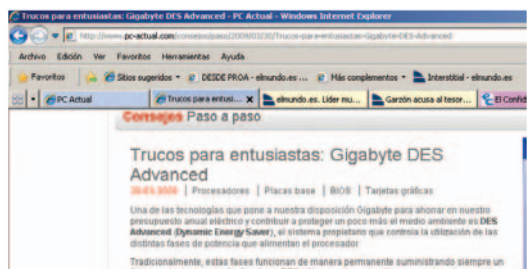 Trucos para entusiastas: Gigabyte DES Advanced - PC Actual - Windows Internet Explorer
http://www.pc-actual.com/consejos/paso/2009/03/30/Trucos-para-entusiastas-Gigabyte-DES-Advanced
Archivo Edición Ver Favoritos Herramientas Ayuda
Favoritos Sitios sugeridos DESDE PROA - elmundo.es ... Más complementos Interstitial - elmundo.es
PC Actual Trucos para entusi... X elmundo.es. Líder mu... Garzón acusa al tesor... El Confid
Consejos Paso a paso
Trucos para entusiastas: Gigabyte DES
Advanced
30.03.2009 | Procesadores | Placas base | BIOS | Tarjetas gráficas
Una de las tecnologías que pone a nuestra disposición Gigabyte para ahorrar en nuestro
presupuesto anual eléctrico y contribuir a proteger un poco más el medio ambiente es DES
Advanced (Dynamic Energy Saver), el sistema propietario que controla la utilización de las
distintas fases de potencia que alimentan el procesador
Tradicionalmente, estas fases funcionan de manera permanente suministrando siempre un